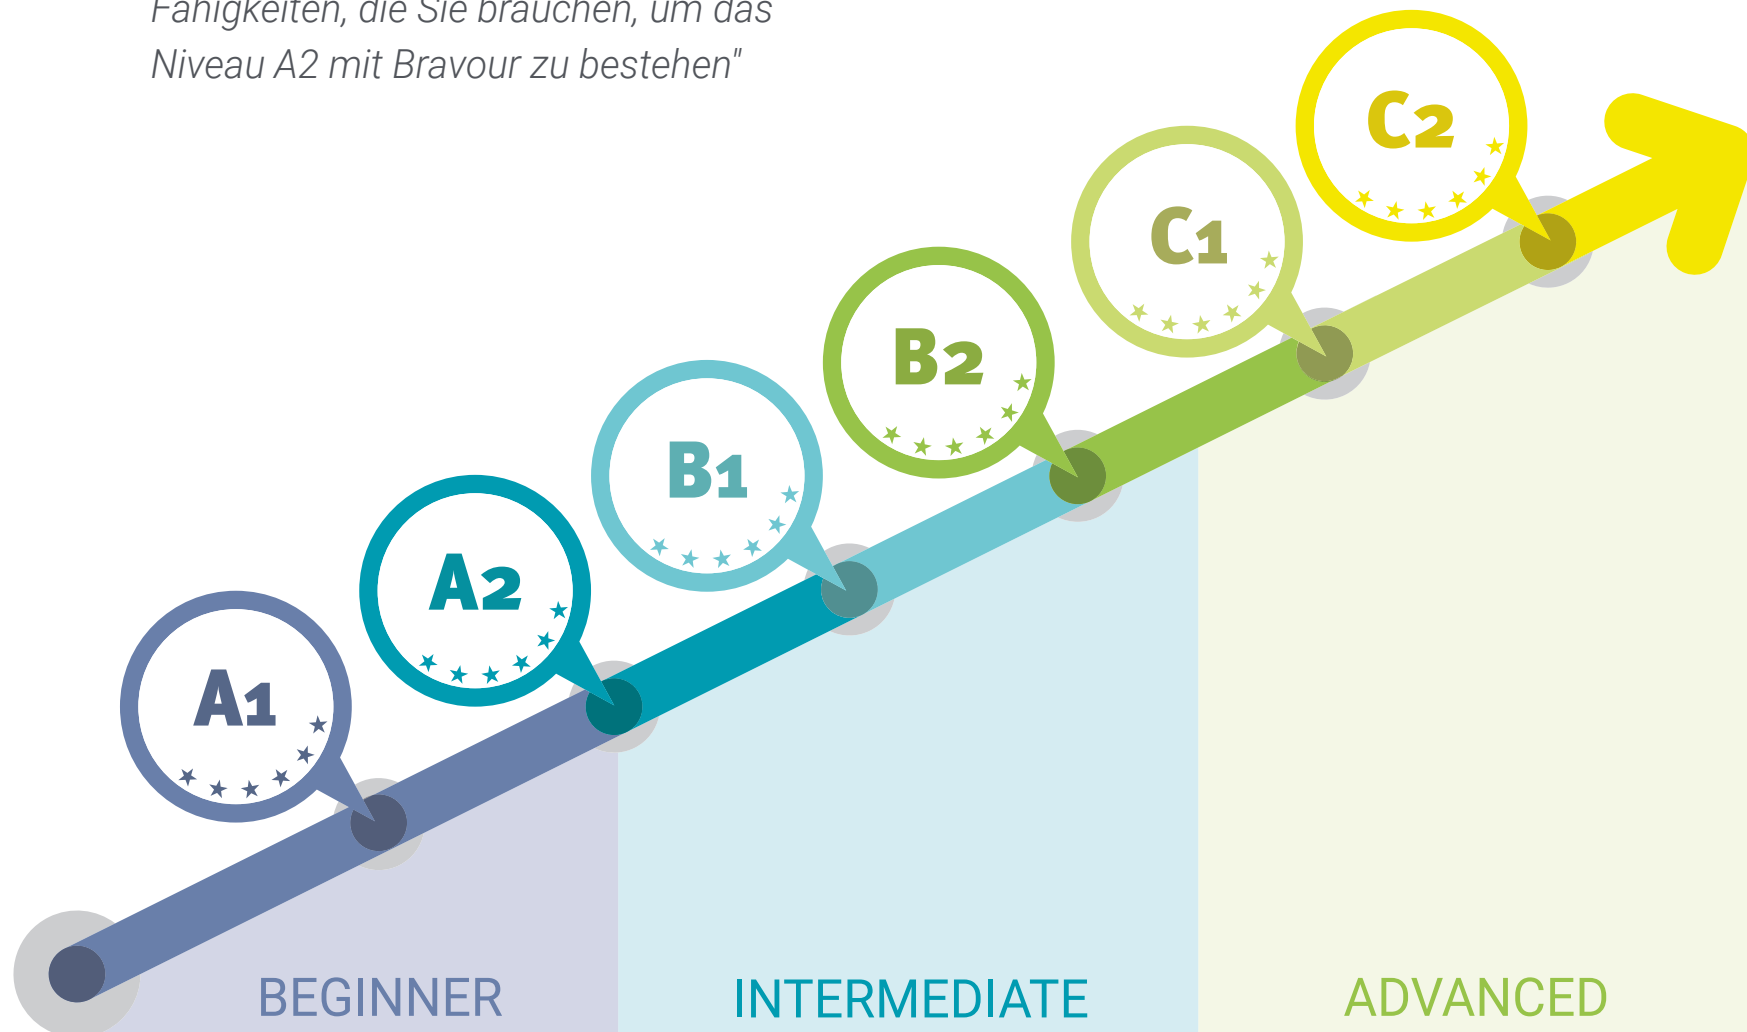 Fähigkeiten, die Sie brauchen, um das
Niveau A2 mit Bravour zu bestehen"
C2
C1
B2
B1
A2
A1
BEGINNER INTERMEDIATE ADVANCED